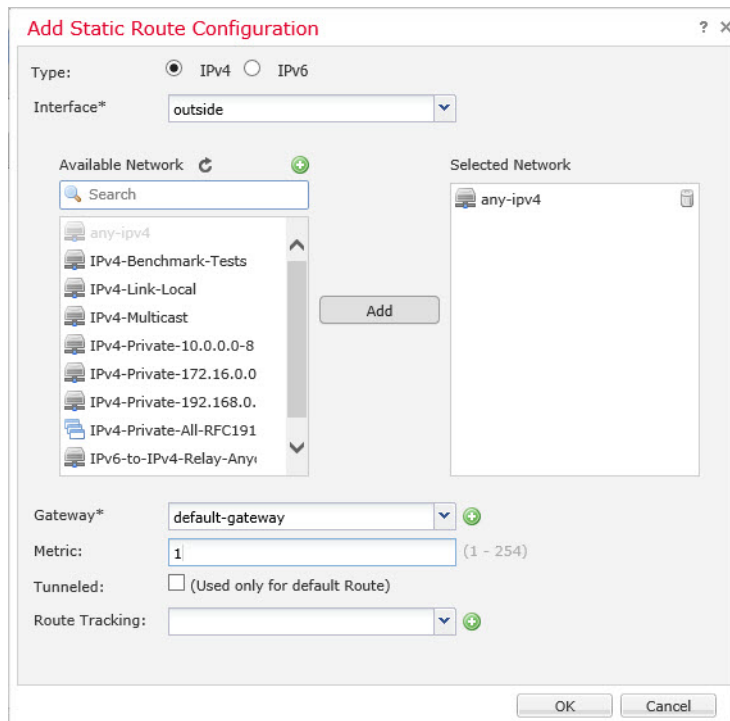 Add Static Route Configuration
?
Type: IPv4 IPv6
Interface* outside
Available Network
Selected Network
Search
any-ipv4
any-ipv4
IPv4-Benchmark-Tests
IPv4-Link-Local
IPv4-Multicast
Add
IPv4-Private-10.0.0.0-8
IPv4-Private-172.16.0.0
IPv4-Private-192.168.0.
IPv4-Private-All-RFC191
IPv6-to-IPv4-Relay-Any
Gateway* default-gateway
Metric: 1 (1 - 254)
Tunneled: (Used only for default Route)
Route Tracking:
OK Cancel